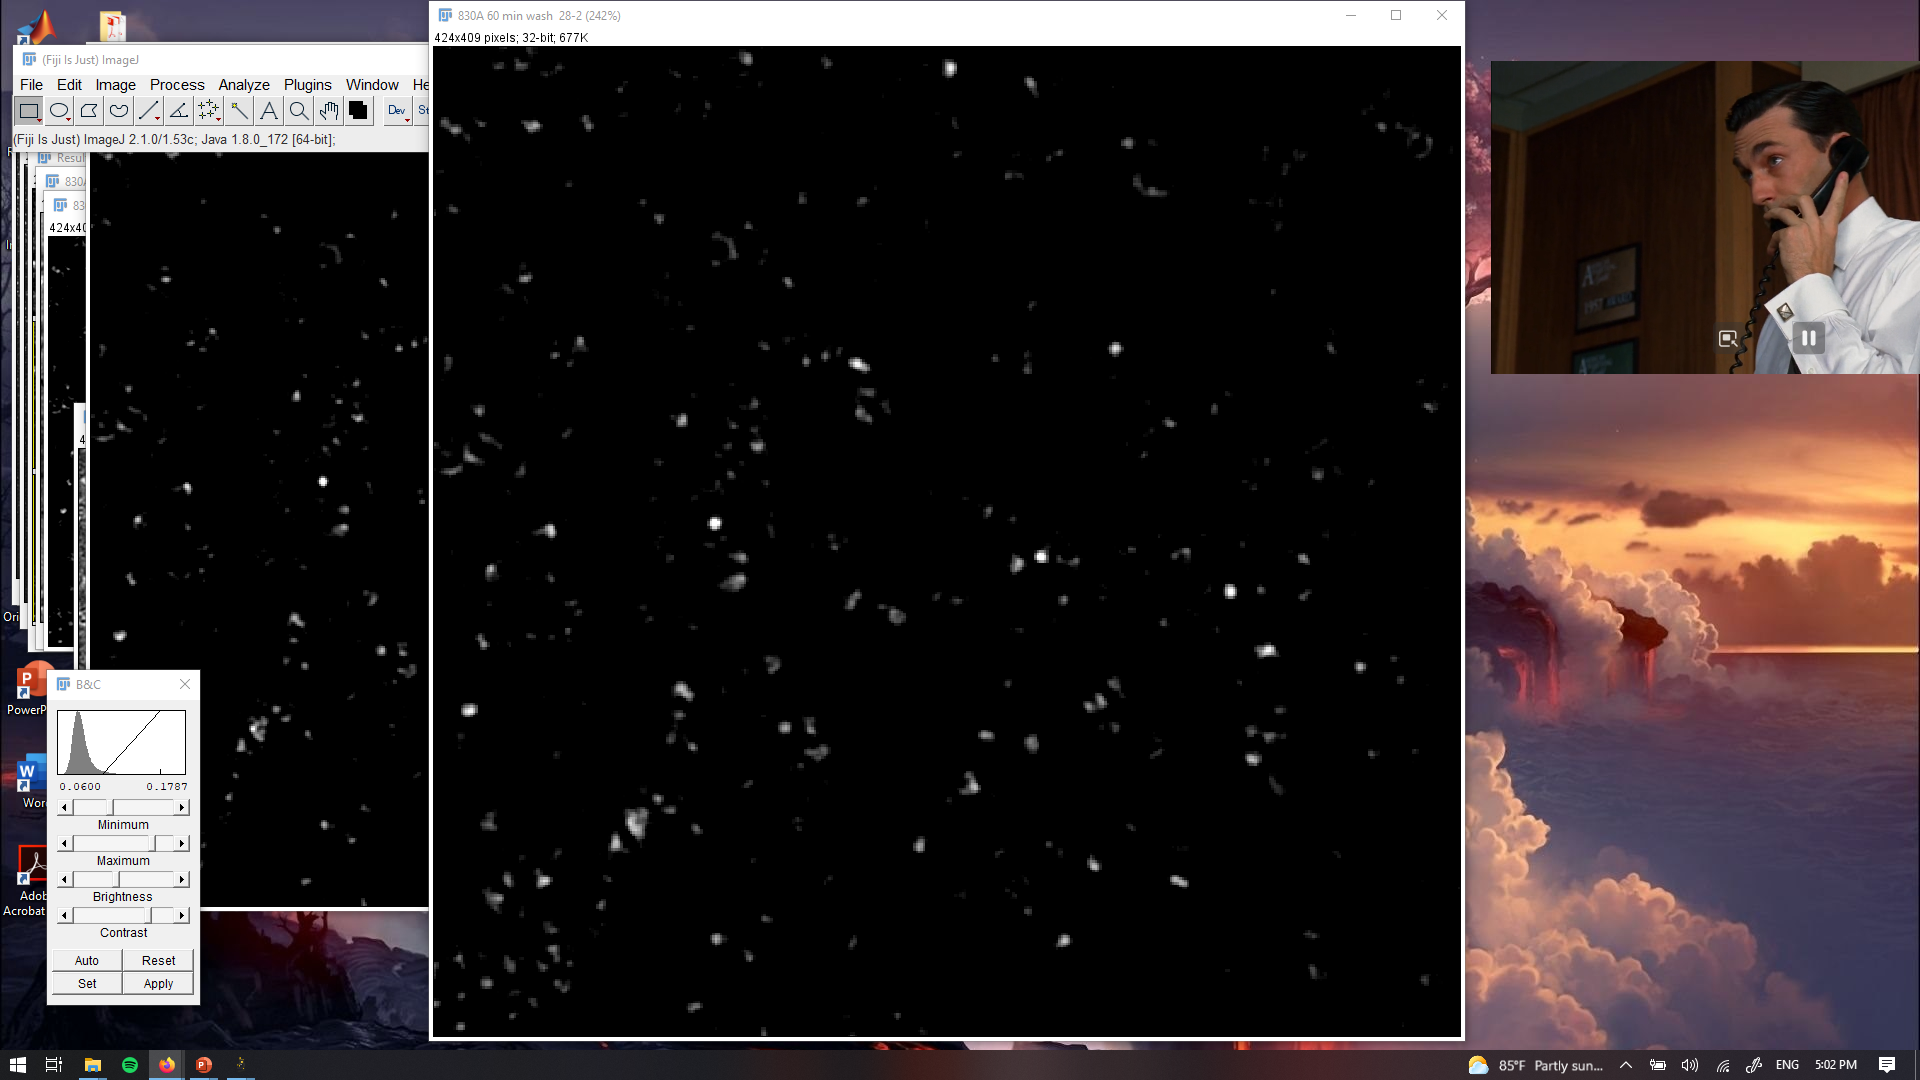 830A 60 min wash  28-2 (242%)
424x409 pixels; 32-bit; 677K
(Fiji Is Just) ImageJ
File Edit Image Process Analyze Plugins Window He
Dev St
(Fiji Is Just) ImageJ 2.1.0/1.53c; Java 1.8.0_172 [64-bit];
Resul
830A
83
424x40
4
Ori
PowerP
Wor
Adob
Acrobat
B&C
0.0600 0.1787
Minimum
Maximum
Brightness
Contrast
Auto Reset
Set Apply
85°F Partly sun...
ENG
5:02 PM